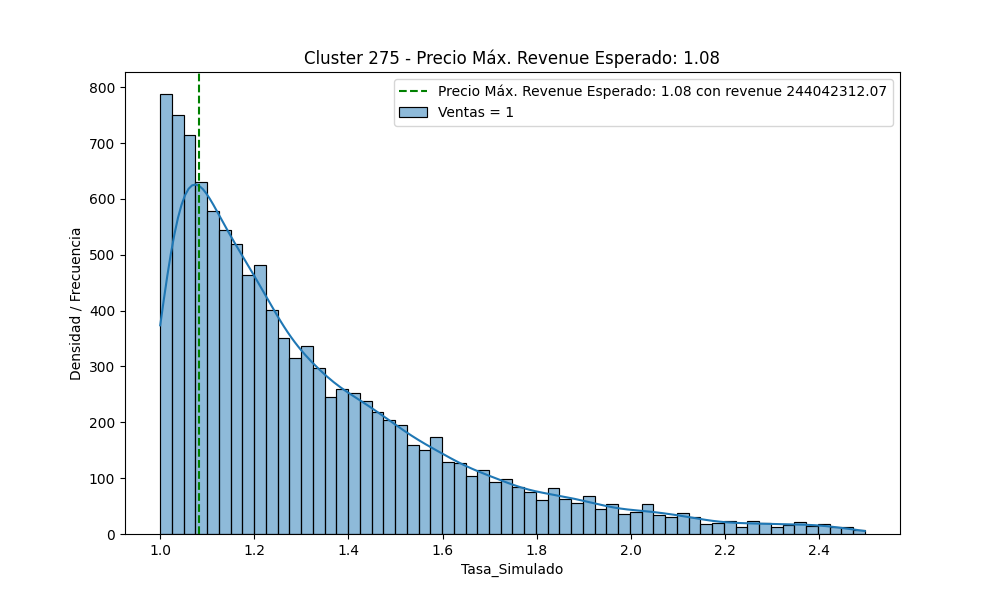 Cluster 275 - Precio Máx. Revenue Esperado: 1.08
Precio Máx. Revenue Esperado: 1.08 con revenue 244042312.07
Ventas = 1
Densidad / Frecuencia
800
700
600
500
400
300
200
100
0
1.0 1.2 1.4 1.6 1.8 2.0 2.2 2.4
Tasa_Simulado